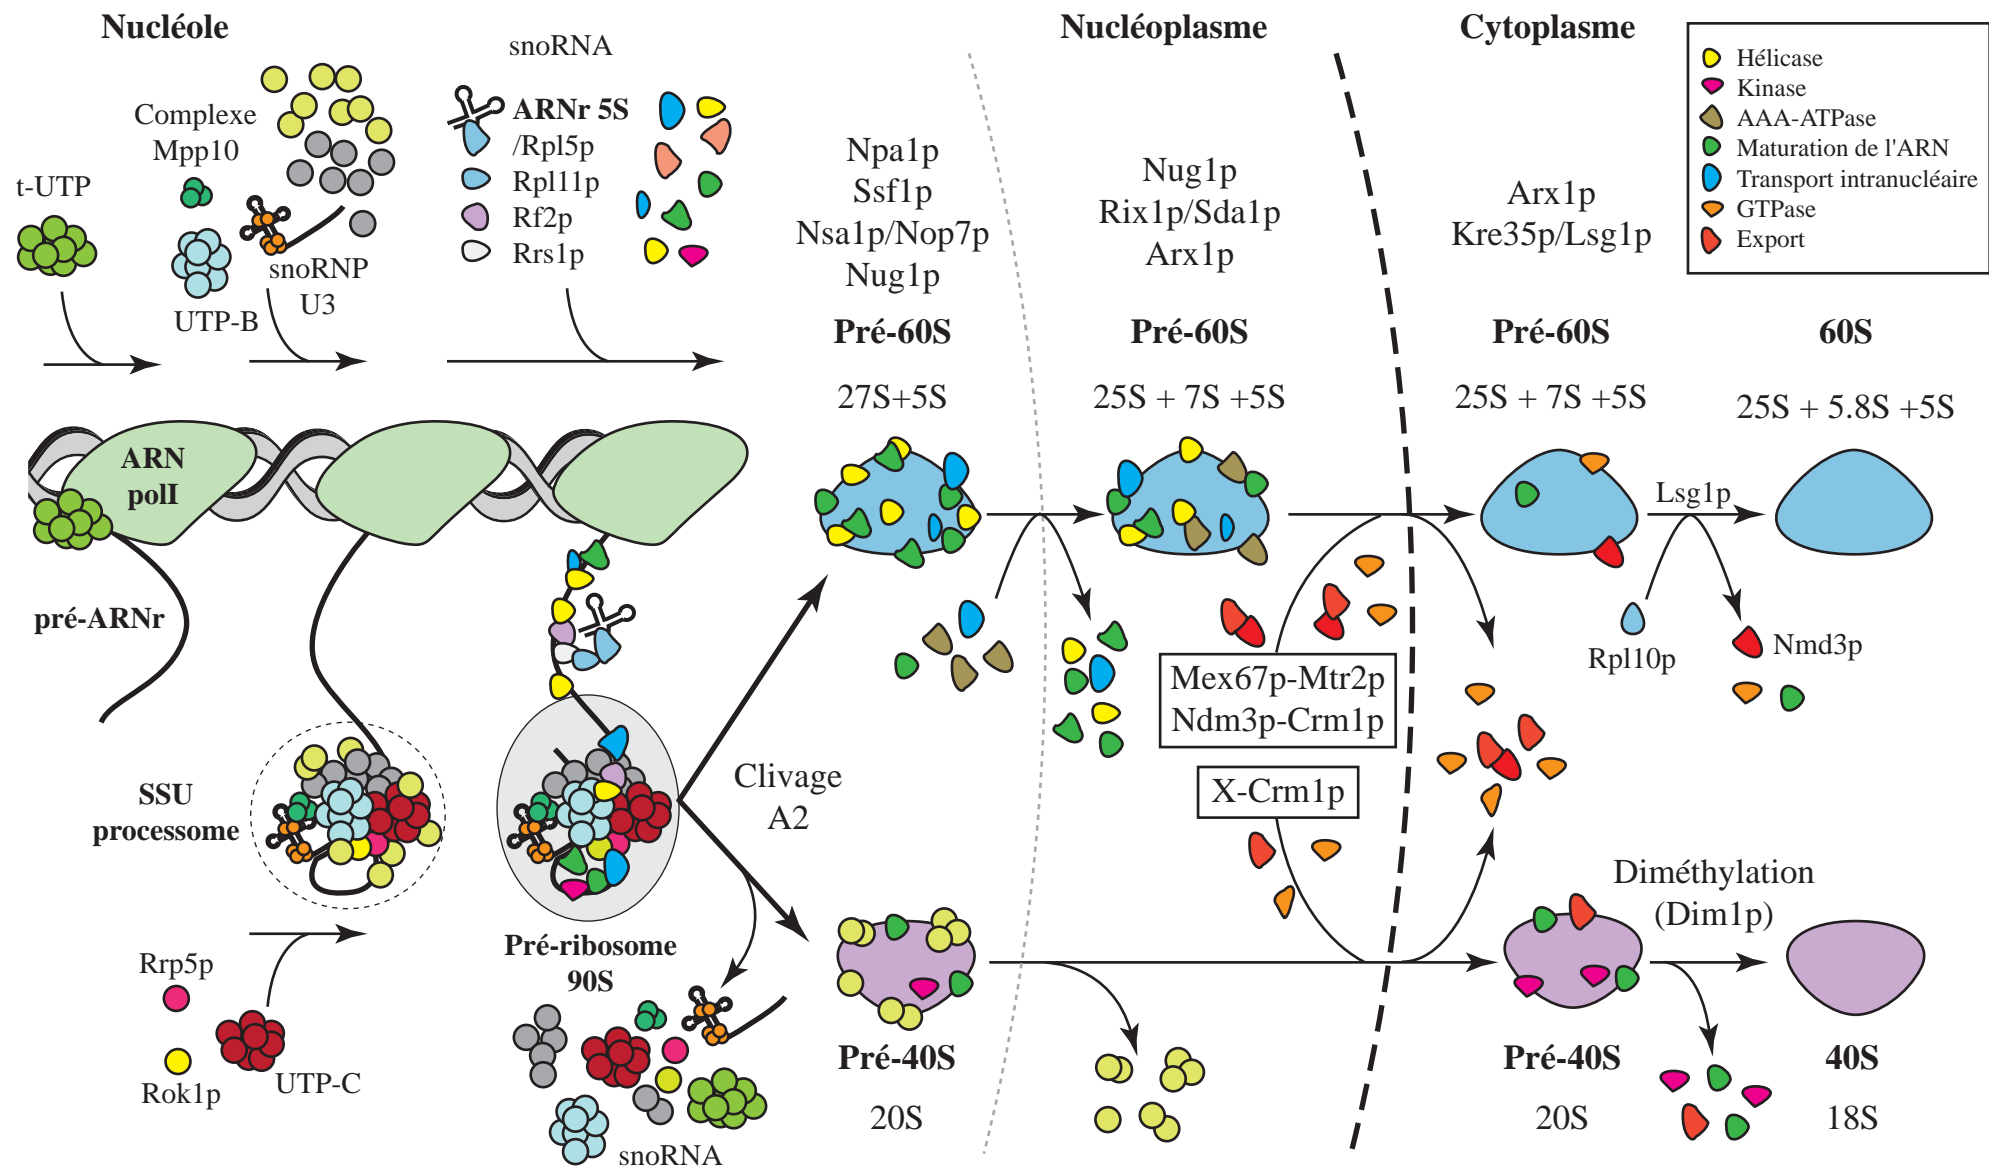 Nucléole
Nucléoplasme
Cytoplasme
snoRNA
Complexe
Mpp10
t-UTP
UTP-B
snoRNP
U3
ARNr 5S
/Rpl5p
Rpl11p
Rf2p
Rrs1p
Npa1p
Ssf1p
Nsa1p/Nop7p
Nug1p
Nug1p
Rix1p/Sda1p
Arx1p
Arx1p
Kre35p/Lsg1p
Hélicase
Kinase
AAA-ATPase
Maturation de l'ARN
Transport intranucléaire
GTPase
Export
Pré-60S
Pré-60S
Pré-60S
60S
27S+5S
25S + 7S +5S
25S + 7S +5S
25S + 5.8S +5S
ARN
polI
pré-ARNr
Lsg1p
Rpl10p
Nmd3p
Mex67p-Mtr2p
Ndm3p-Crm1p
X-Crm1p
SSU
processome
Clivage
A2
Diméthylation
(Dim1p)
Pré-ribosome
90S
Rrp5p
Rok1p
UTP-C
snoRNA
Pré-40S
20S
Pré-40S
20S
40S
18S